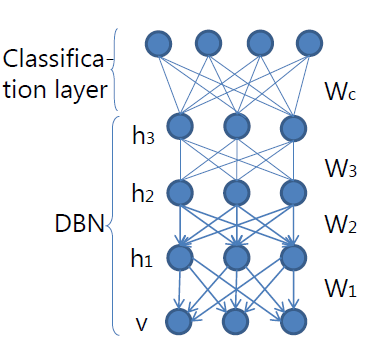 Classifica-
tion layer
Wc
h3
W3
h2
W2
DBN
h1
W1
v